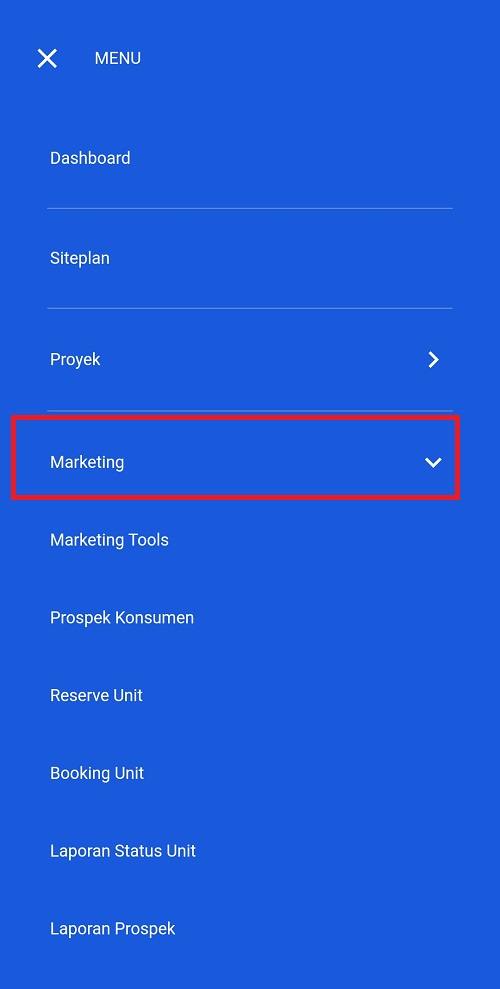 MENU
Dashboard
Siteplan
Proyek
Marketing
Marketing Tools
Prospek Konsumen
Reserve Unit
Booking Unit
Laporan Status Unit
Laporan Prospek